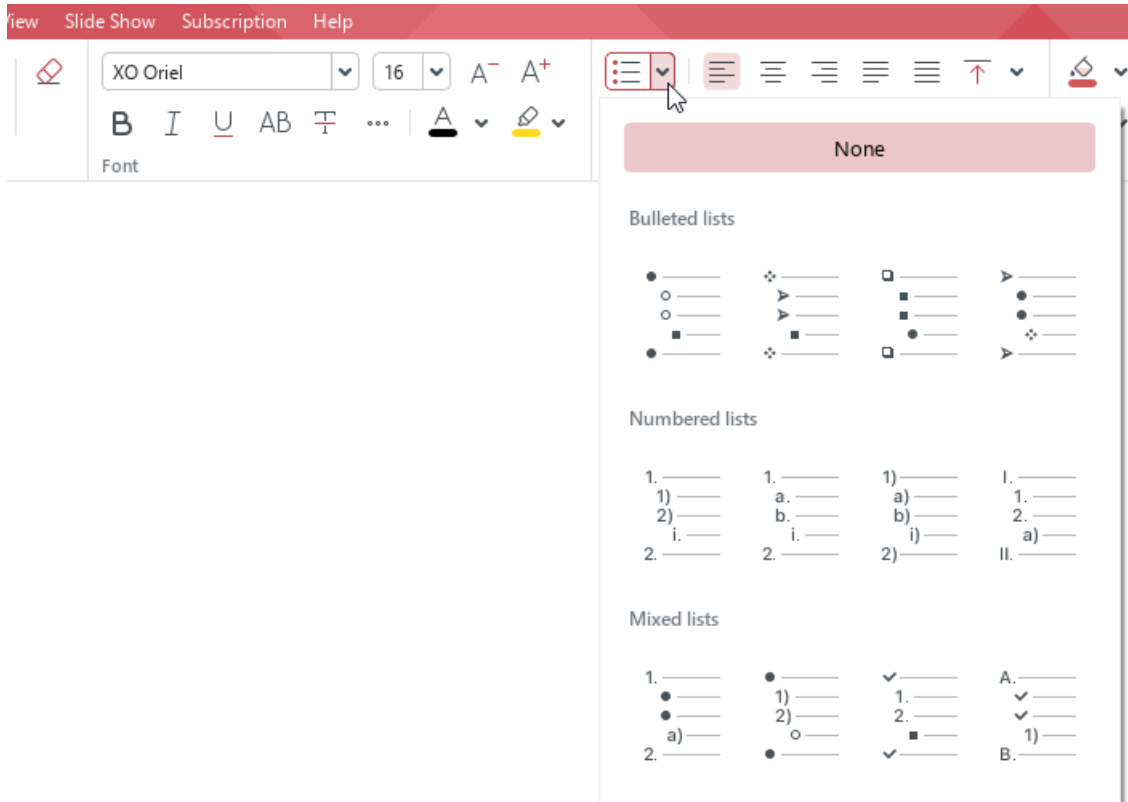 View Slide Show Subscription Help
XO Oriel 16 A− A+
B I U AB T A
Font
None
Bulleted lists
Numbered lists
1. 1. 1) I.
1) a. a) 1.
2) b. b) 2.
i. i. i) a)
2. 2. 2) II.
Mixed lists
1. A.
1) 1.
2) 2.
a) 1)
2. B.